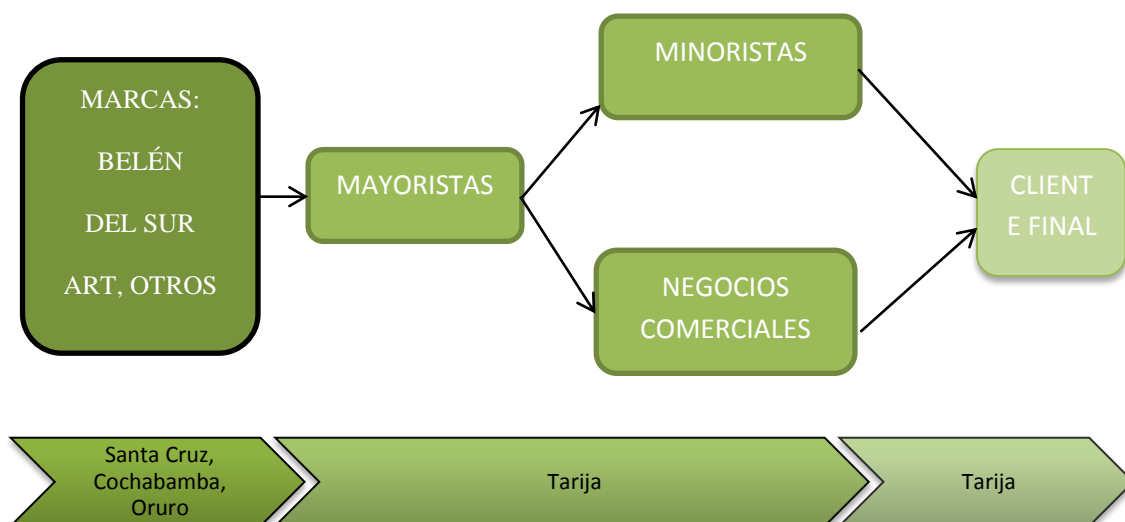 MARCAS:
BELÉN
DEL SUR
ART, OTROS
MAYORISTAS
MINORISTAS
NEGOCIOS
COMERCIALES
CLIENT
E FINAL
Santa Cruz,
Cochabamba,
Oruro
Tarija
Tarija